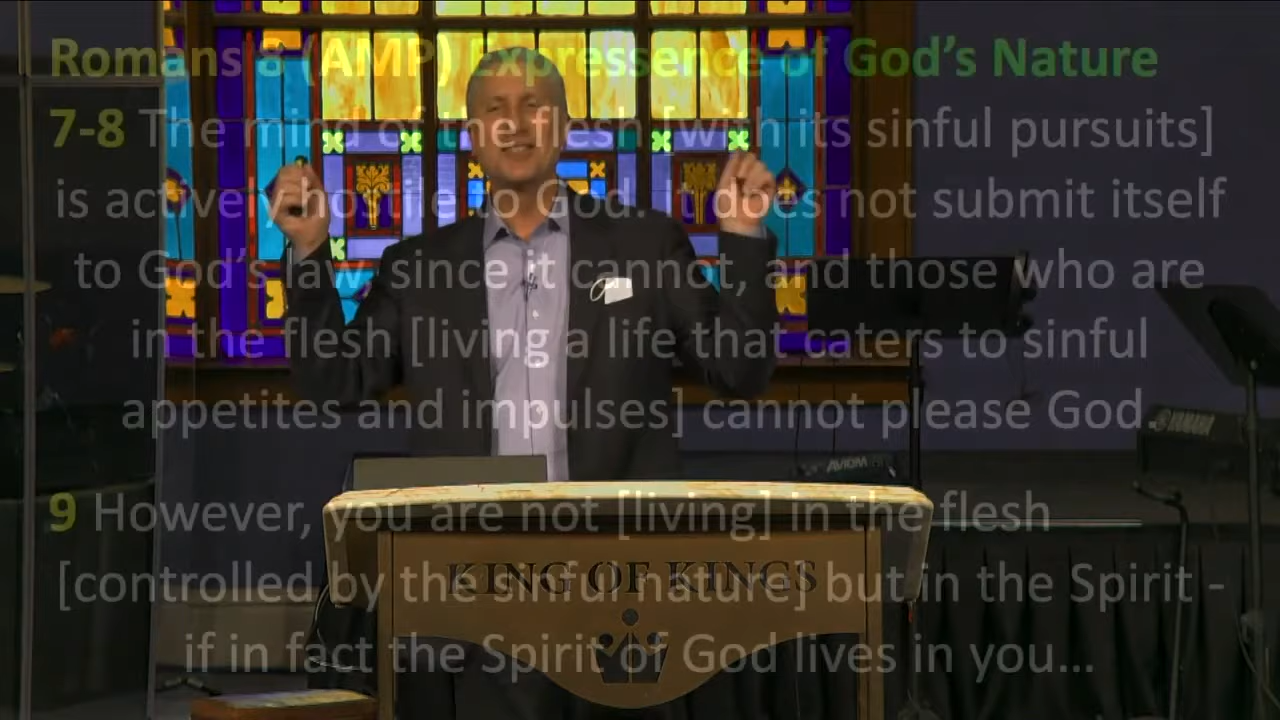 Romans 8 (AMP) Expressence of God's Nature
7-8 The mind of the flesh [with its sinful pursuits]
is actively hostile to God. It does not submit itself
to God's law, since it cannot, and those who are
in the flesh [living a life that caters to sinful
appetites and impulses] cannot please God
9 However, you are not [living] in the flesh
[controlled by the sinful nature] but in the Spirit -
if in fact the Spirit of God lives in you...
KING OF KINGS
AVIOM
YAMAHA